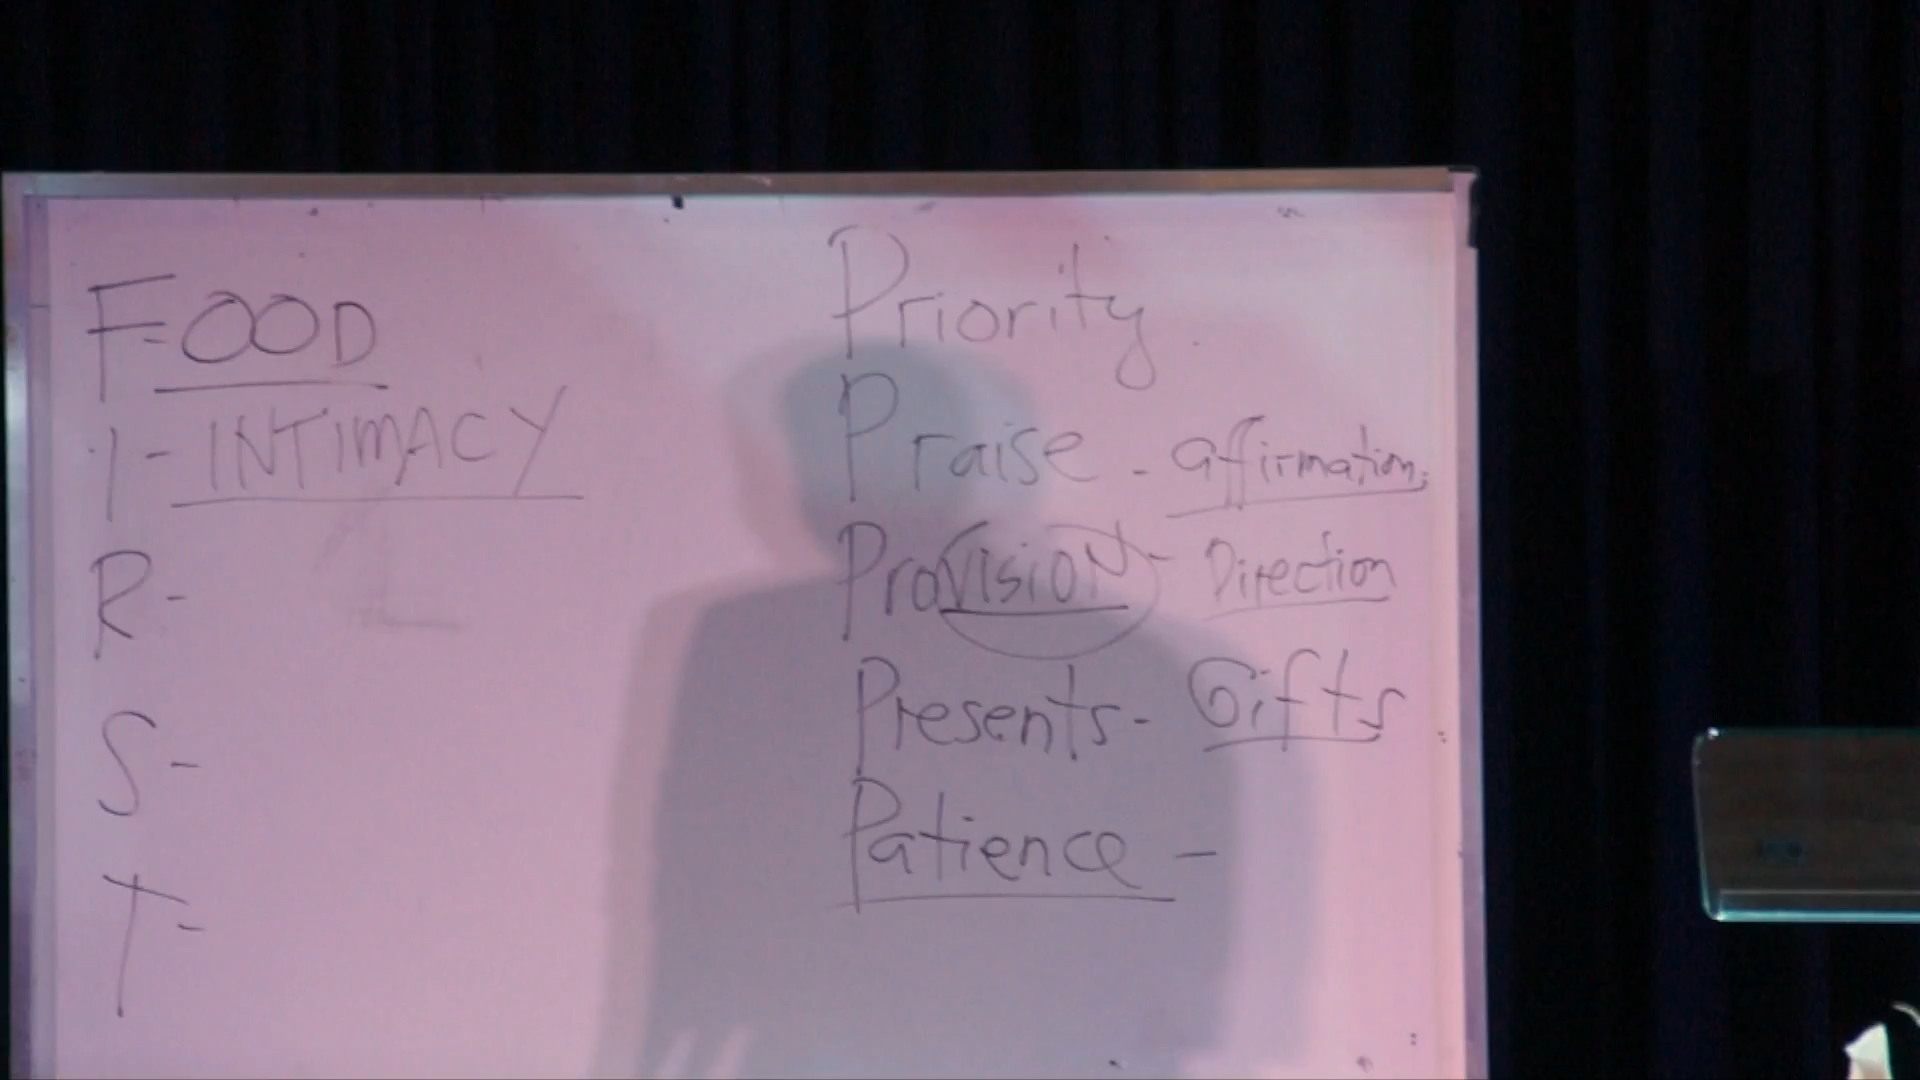 F-OOD
I- INTIMACY
R-
S-
T-
Priority
Praise - affirmation
ProVISION - Direction
Presents - Gifts
Patience -